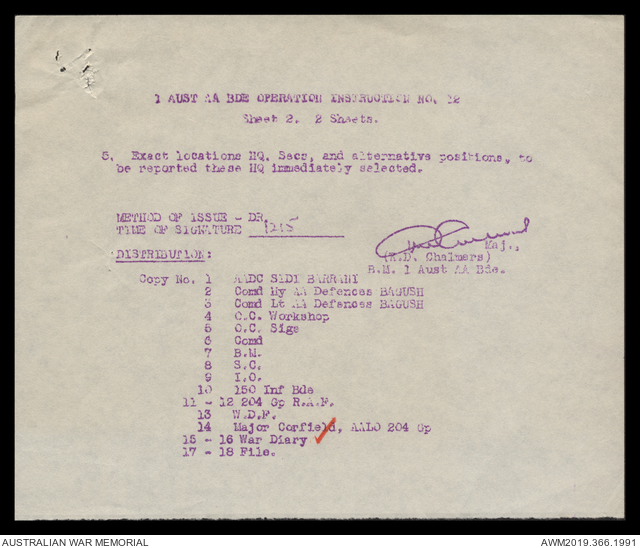 1 AUST AA BDE OPERATION INSTRUCTION NO. 12
Sheet 2. 2 Sheets.
5. Exact locations HQ, Secs, and alternative positions, to
be reported these HQ immediately selected.
METHOD OF ISSUE - DR.
TIME OF SIGNATURE 1215
Maj.,
(R.D. Chalmers)
B.M. 1 Aust AA Bde.
DISTRIBUTION:
Copy No. 1 AADC SIDI BARRANI
2 Comd Hy AA Defences BAGUSH
3 Comd Lt AA Defences BAGUSH
4 O.C. Workshop
5 O.C. Sigs
6 Comd
7 B.M.
8 S.C.
9 I.O.
10 150 Inf Bde
11 - 12 204 Gp R.A.F.
13 W.D.F.
14 Major Corfield, AALO 204 Gp
15 - 16 War Diary
17 - 18 File.
AUSTRALIAN WAR MEMORIAL
AWM2019.366.1991